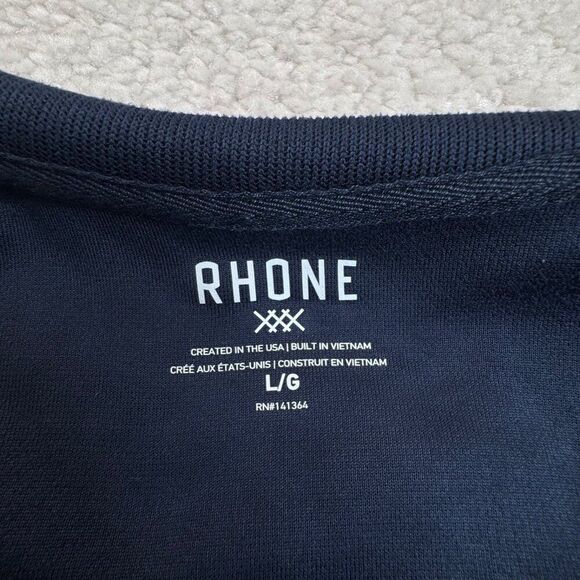 RHONE
CREATED IN THE USA | BUILT IN VIETNAM
CRÉÉ AUX ÉTATS-UNIS | CONSTRUIT EN VIETNAM
L/G
RN#141364